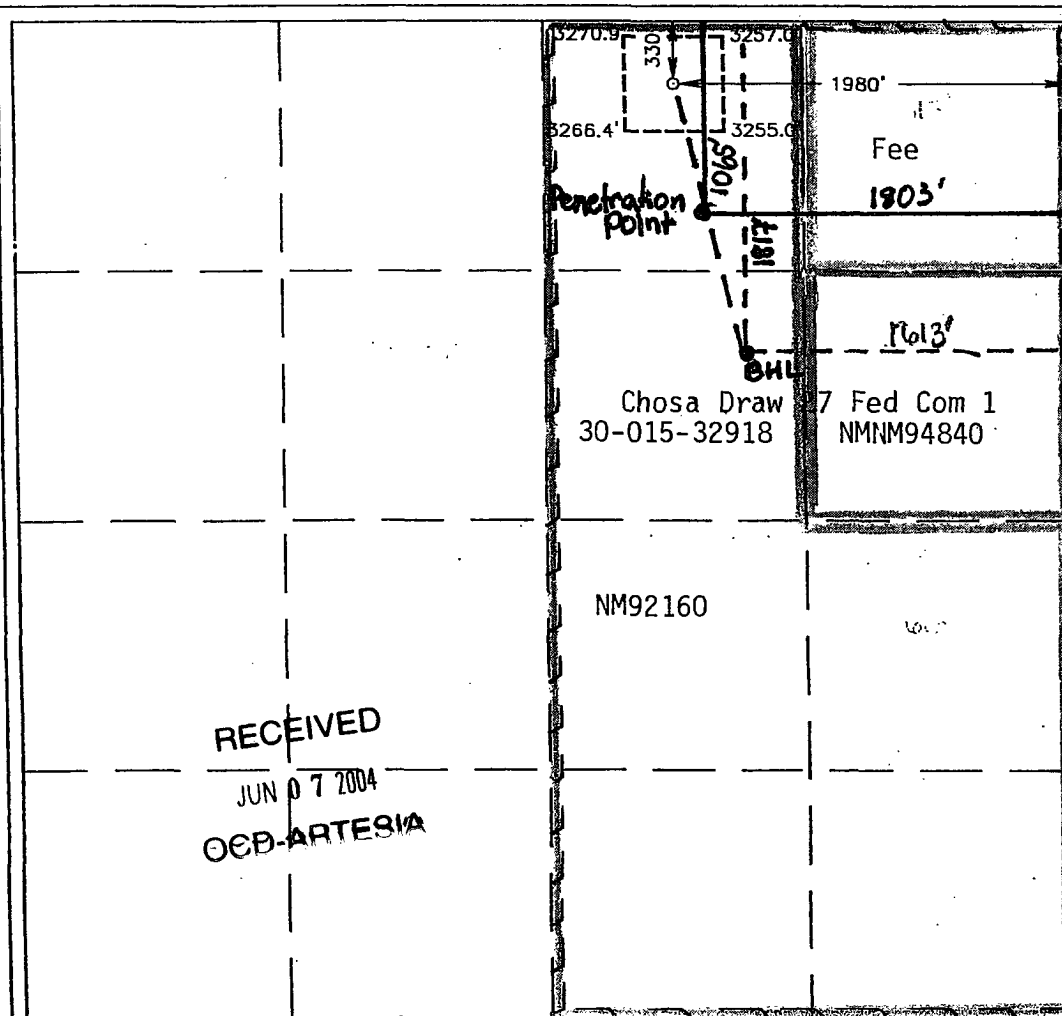 3270.9'
3257.0
330
1980'
3266.4'
3255.0
Fee
1065'
1803'
Penetration
Point
1817
1613'
BHL
Chosa Draw 7 Fed Com 1
30-015-32918 NMNM94840
NM92160
RECEIVED
JUN 07 2004
OCD-ARTESIA